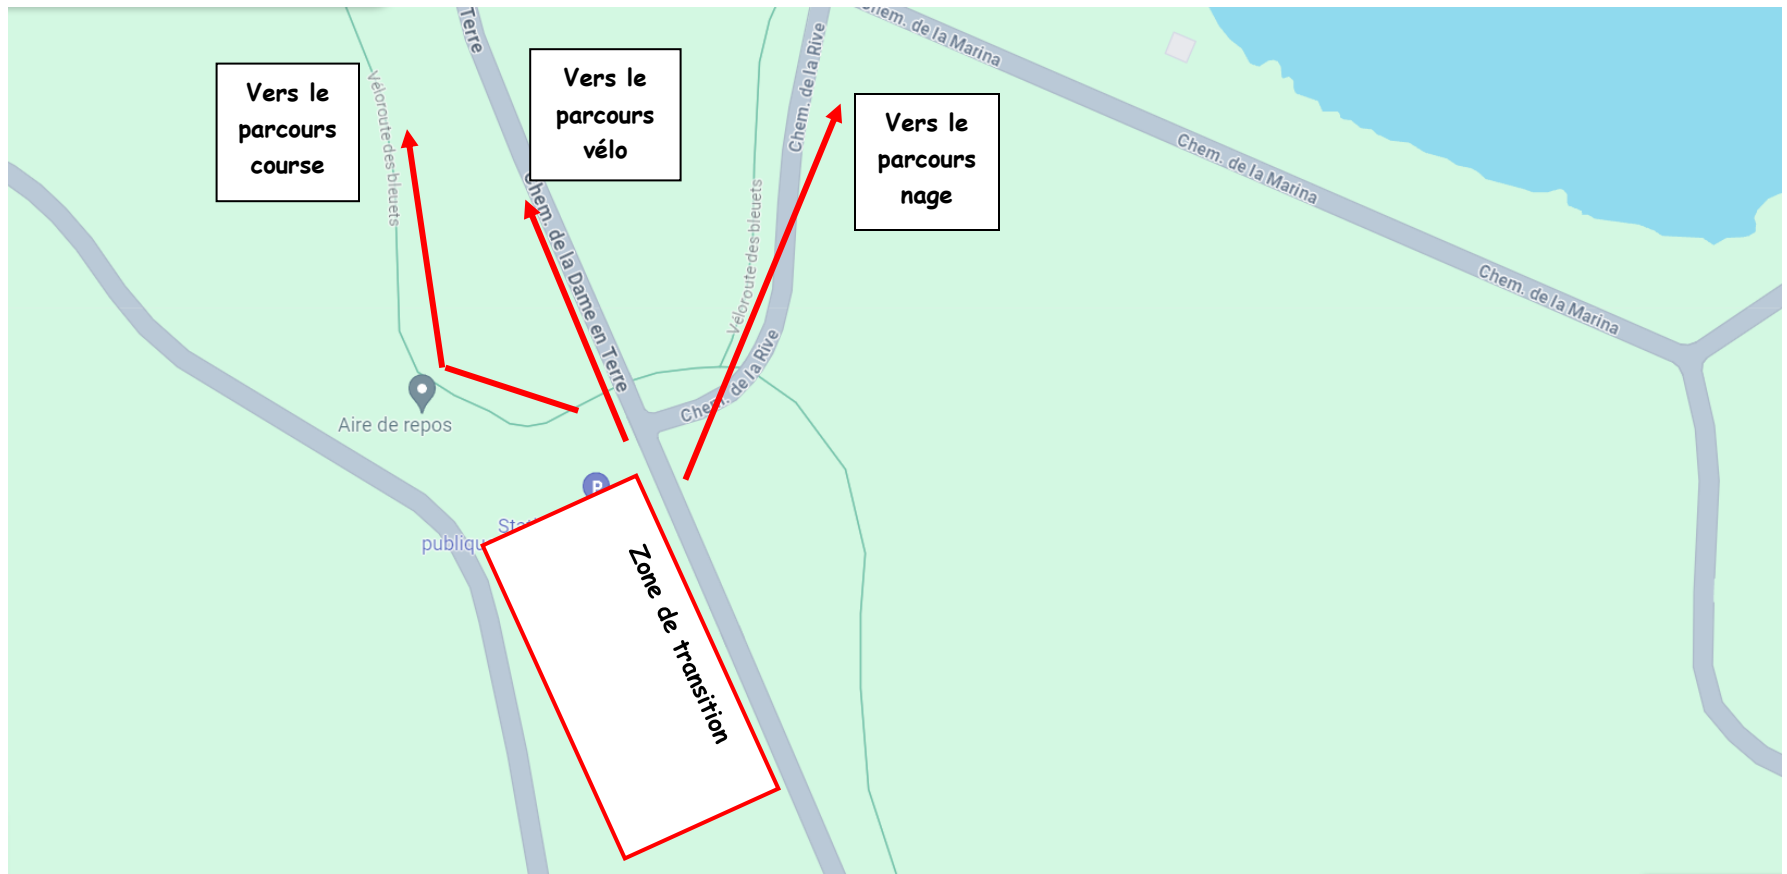 Terre
Chem. de la Marina
Vers le
parcours
course
Vers le
parcours
vélo
Vers le
parcours
nage
Véloroute des bleuets
Chem. de la Rive
Chem. de la Marina
Chem. de la Dame en Terre
Véloroute des bleuets
Chem. de la Marina
Chem. de la Rive
Aire de repos
P
Zone de transition